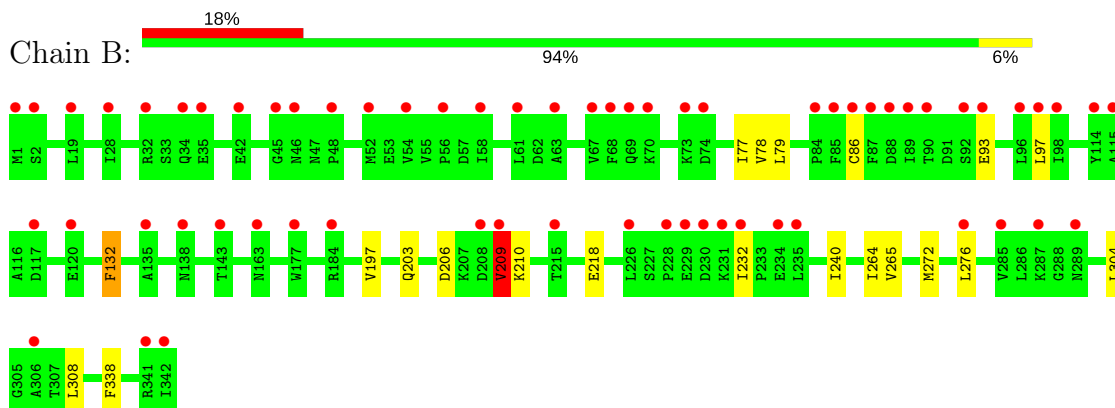 18%
Chain B:
94% 6%
M1 S2 L19 I28 R32 S33 Q34 E35 E42 G45 N46 N47 P48 M52 E53 V54 V55 P56 D57 I58 L61 D62 A63 V67 F68 Q69 K70 K73 D74 I77 V78 L79 P84 F85 C86 F87 D88 I89 T90 D91 S92 E93 L96 L97 I98 Y114 A115
A116 D117 E120 F132 A135 N138 T143 N163 W177 R184 V197 Q203 D206 K207 D208 V209 K210 T215 E218 L226 S227 P228 E229 D230 K231 I232 P233 E234 L235 I240 I264 V265 M272 L276 V285 L286 K287 G288 N289 L304
G305 A306 T307 L308 F338 R341 I342